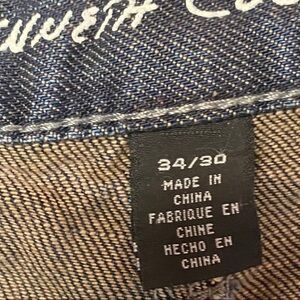 34/30
MADE IN
CHINA
FABRIQUE EN
CHINE
HECHO EN
CHINA